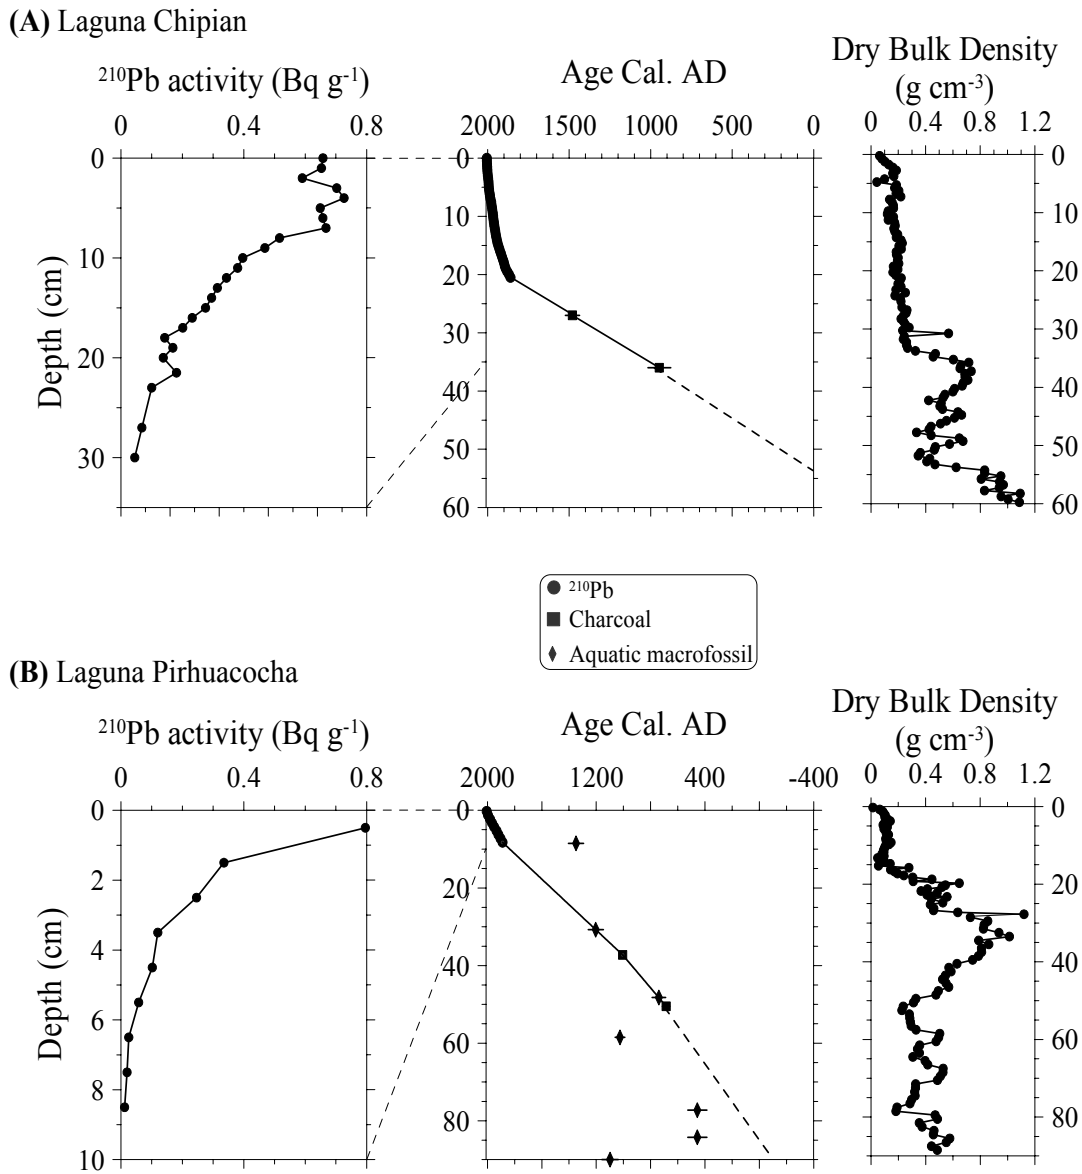 (A) Laguna Chipian
²¹⁰Pb activity (Bq g⁻¹)
Age Cal. AD
Dry Bulk Density
(g cm⁻³)
0 0.4 0.8
2000 1500 1000 500 0
0 0.4 0.8 1.2
Depth (cm)
0
10
20
30
0
10
20
30
40
50
60
0
10
20
30
40
50
60
²¹⁰Pb
Charcoal
Aquatic macrofossil
(B) Laguna Pirhuacocha
²¹⁰Pb activity (Bq g⁻¹)
Age Cal. AD
Dry Bulk Density
(g cm⁻³)
0 0.4 0.8
2000 1200 400 -400
0 0.4 0.8 1.2
Depth (cm)
0
2
4
6
8
10
0
20
40
60
80
0
20
40
60
80